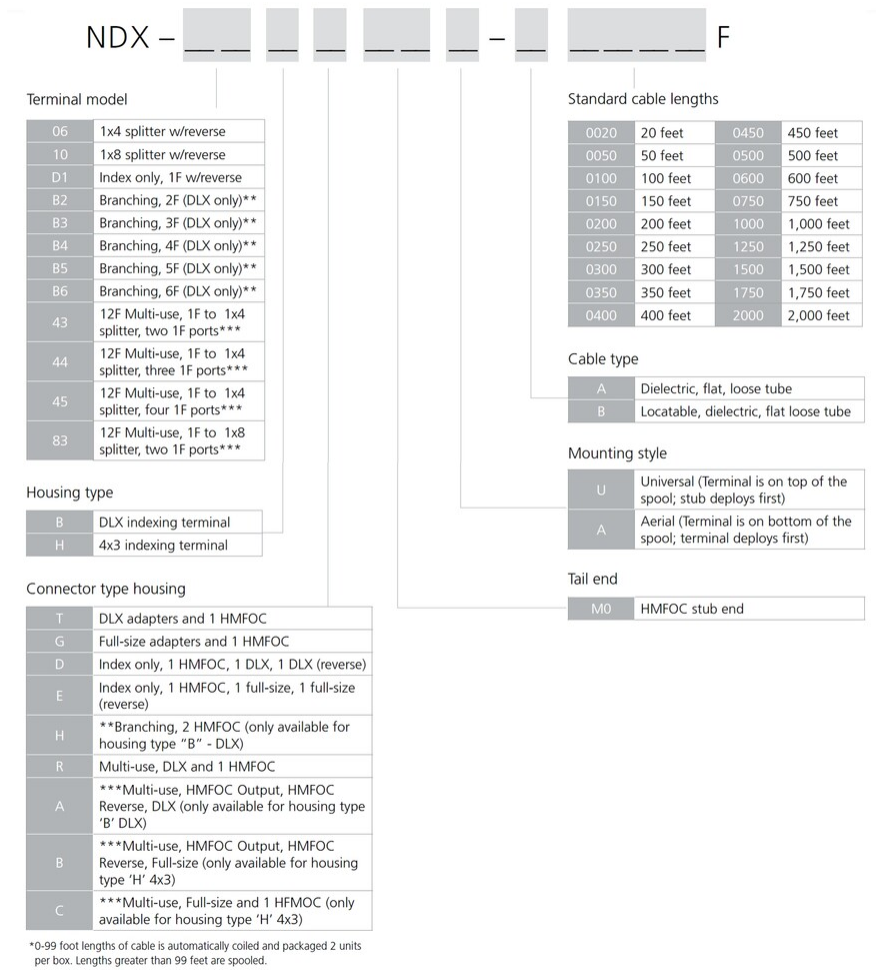 NDX – __ __ __ __ __ __ __ – __ __ __ __ __ F
Terminal model
06 1x4 splitter w/reverse
10 1x8 splitter w/reverse
D1 Index only, 1F w/reverse
B2 Branching, 2F (DLX only)**
B3 Branching, 3F (DLX only)**
B4 Branching, 4F (DLX only)**
B5 Branching, 5F (DLX only)**
B6 Branching, 6F (DLX only)**
43 12F Multi-use, 1F to 1x4
splitter, two 1F ports***
44 12F Multi-use, 1F to 1x4
splitter, three 1F ports***
45 12F Multi-use, 1F to 1x4
splitter, four 1F ports***
83 12F Multi-use, 1F to 1x8
splitter, two 1F ports***
Housing type
B DLX indexing terminal
H 4x3 indexing terminal
Connector type housing
T DLX adapters and 1 HMFOC
G Full-size adapters and 1 HMFOC
D Index only, 1 HMFOC, 1 DLX, 1 DLX (reverse)
E Index only, 1 HMFOC, 1 full-size, 1 full-size
(reverse)
H **Branching, 2 HMFOC (only available for
housing type "B" - DLX)
R Multi-use, DLX and 1 HMFOC
A ***Multi-use, HMFOC Output, HMFOC
Reverse, DLX (only available for housing type
‘B’ DLX)
B ***Multi-use, HMFOC Output, HMFOC
Reverse, Full-size (only available for housing
type ‘H’ 4x3)
C ***Multi-use, Full-size and 1 HFMOC (only
available for housing type ‘H’ 4x3)
*0-99 foot lengths of cable is automatically coiled and packaged 2 units
per box. Lengths greater than 99 feet are spooled.
Standard cable lengths
0020 20 feet 0450 450 feet
0050 50 feet 0500 500 feet
0100 100 feet 0600 600 feet
0150 150 feet 0750 750 feet
0200 200 feet 1000 1,000 feet
0250 250 feet 1250 1,250 feet
0300 300 feet 1500 1,500 feet
0350 350 feet 1750 1,750 feet
0400 400 feet 2000 2,000 feet
Cable type
A Dielectric, flat, loose tube
B Locatable, dielectric, flat loose tube
Mounting style
U Universal (Terminal is on top of the
spool; stub deploys first)
A Aerial (Terminal is on bottom of the
spool; terminal deploys first)
Tail end
M0 HMFOC stub end